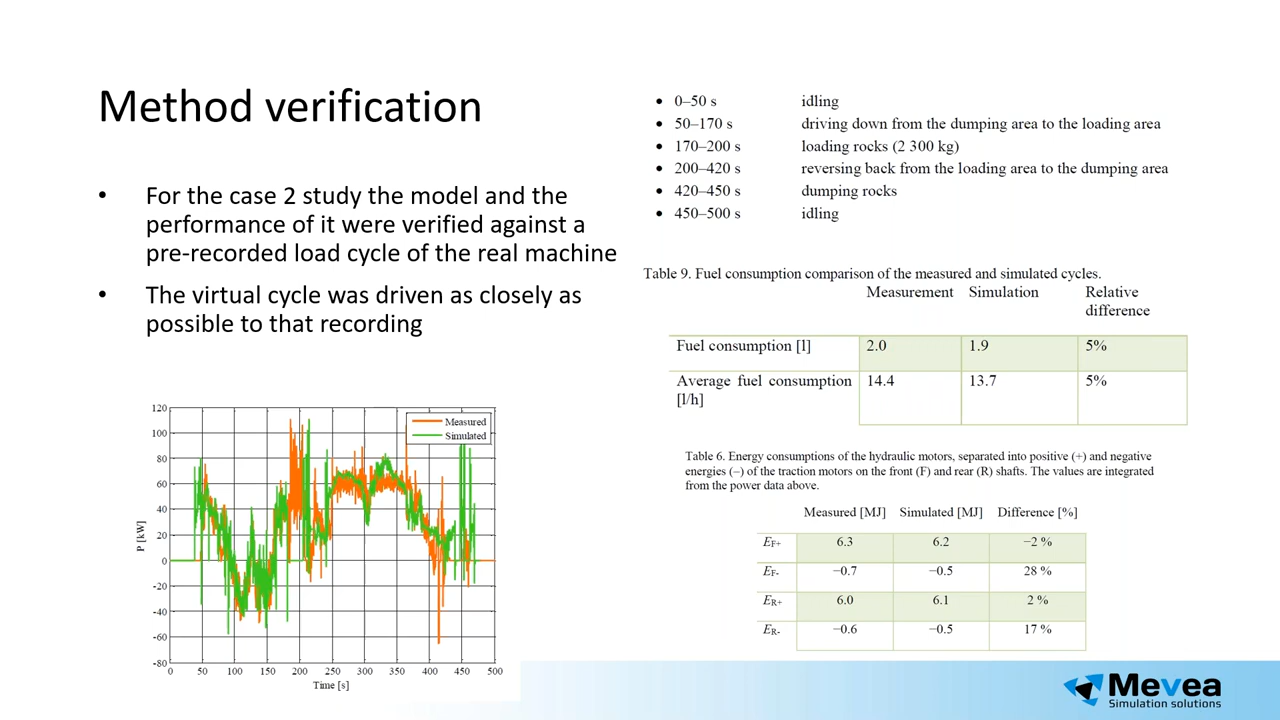 Method verification
• For the case 2 study the model and the
performance of it were verified against a
pre-recorded load cycle of the real machine
• The virtual cycle was driven as closely as
possible to that recording
• 0–50 s idling
• 50–170 s driving down from the dumping area to the loading area
• 170–200 s loading rocks (2 300 kg)
• 200–420 s reversing back from the loading area to the dumping area
• 420–450 s dumping rocks
• 450–500 s idling
Table 9. Fuel consumption comparison of the measured and simulated cycles.
Measurement Simulation Relative
difference
Fuel consumption [l] 2.0 1.9 5%
Average fuel consumption 14.4 13.7 5%
[l/h]
Table 6. Energy consumptions of the hydraulic motors, separated into positive (+) and negative
energies (–) of the traction motors on the front (F) and rear (R) shafts. The values are integrated
from the power data above.
Measured [MJ] Simulated [MJ] Difference [%]
EF+ 6.3 6.2 −2 %
EF- −0.7 −0.5 28 %
ER+ 6.0 6.1 2 %
ER- −0.6 −0.5 17 %
Measured
Simulated
P [kW]
120
100
80
60
40
20
0
-20
-40
-60
-80
0 50 100 150 200 250 300 350 400 450 500
Time [s]
Mevea
Simulation solutions